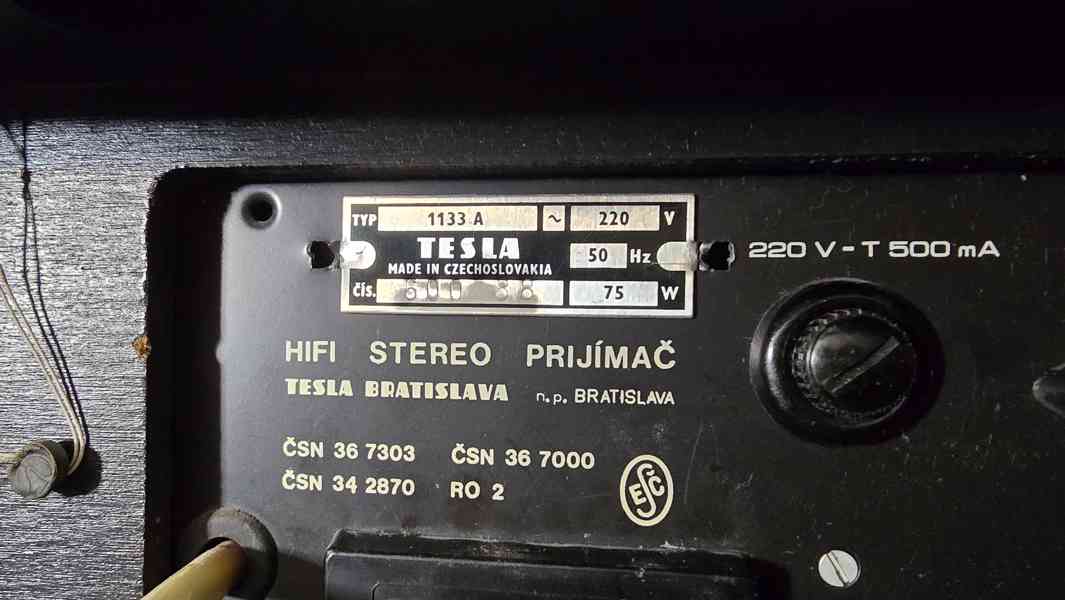 TYP 1133 A ~ 220 V
TESLA 50 Hz
MADE IN CZECHOSLOVAKIA
čís. 75 W
220 V - T 500 mA
HIFI STEREO PRIJÍMAČ
TESLA BRATISLAVA n.p. BRATISLAVA
ČSN 36 7303 ČSN 36 7000
ČSN 34 2870 RO 2
ESČ